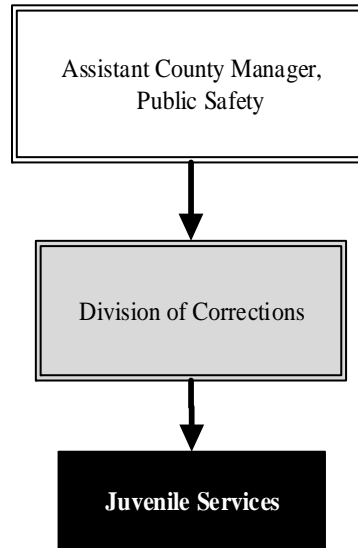 Assistant County Manager,
Public Safety
Division of Corrections
Juvenile Services